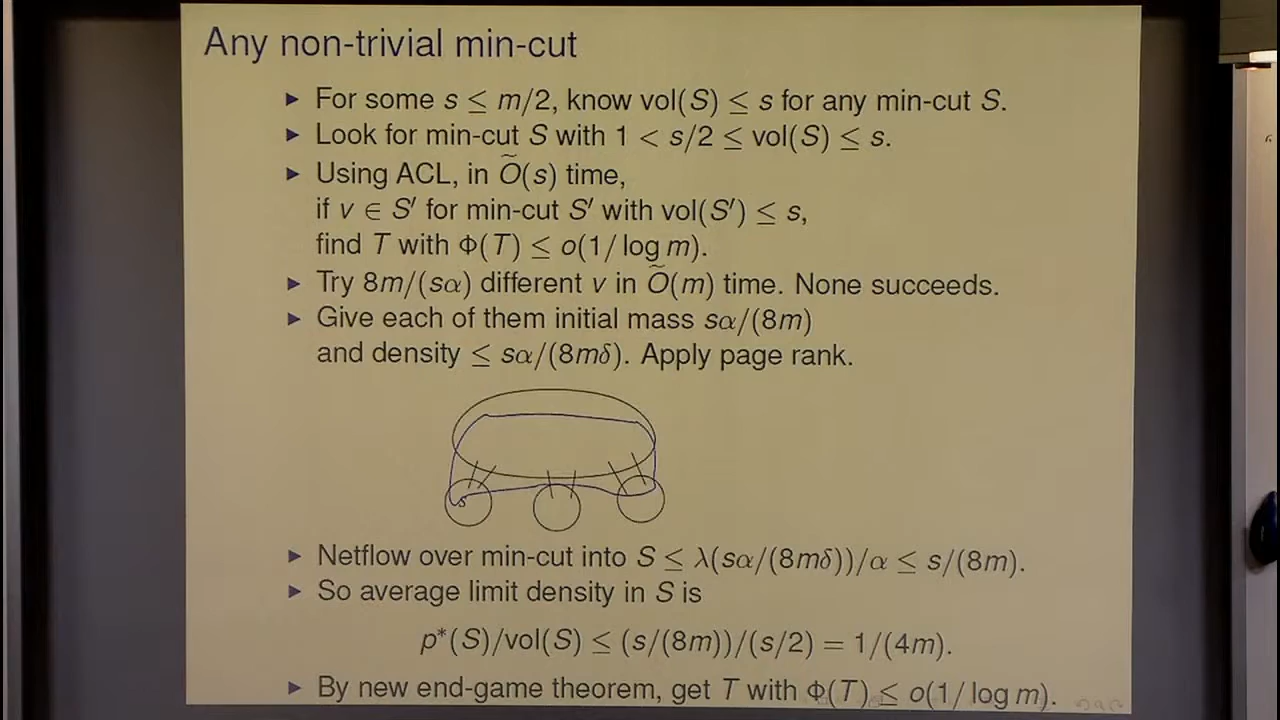 Any non-trivial min-cut
▶ For some s ≤ m/2, know vol(S) ≤ s for any min-cut S.
▶ Look for min-cut S with 1 < s/2 ≤ vol(S) ≤ s.
▶ Using ACL, in Õ(s) time,
if v ∈ S′ for min-cut S′ with vol(S′) ≤ s,
find T with Φ(T) ≤ o(1/ log m).
▶ Try 8m/(sα) different v in Õ(m) time. None succeeds.
▶ Give each of them initial mass sα/(8m)
and density ≤ sα/(8mδ). Apply page rank.
s
▶ Netflow over min-cut into S ≤ λ(sα/(8mδ))/α ≤ s/(8m).
▶ So average limit density in S is
p*(S)/vol(S) ≤ (s/(8m))/(s/2) = 1/(4m).
▶ By new end-game theorem, get T with Φ(T) ≤ o(1/ log m).